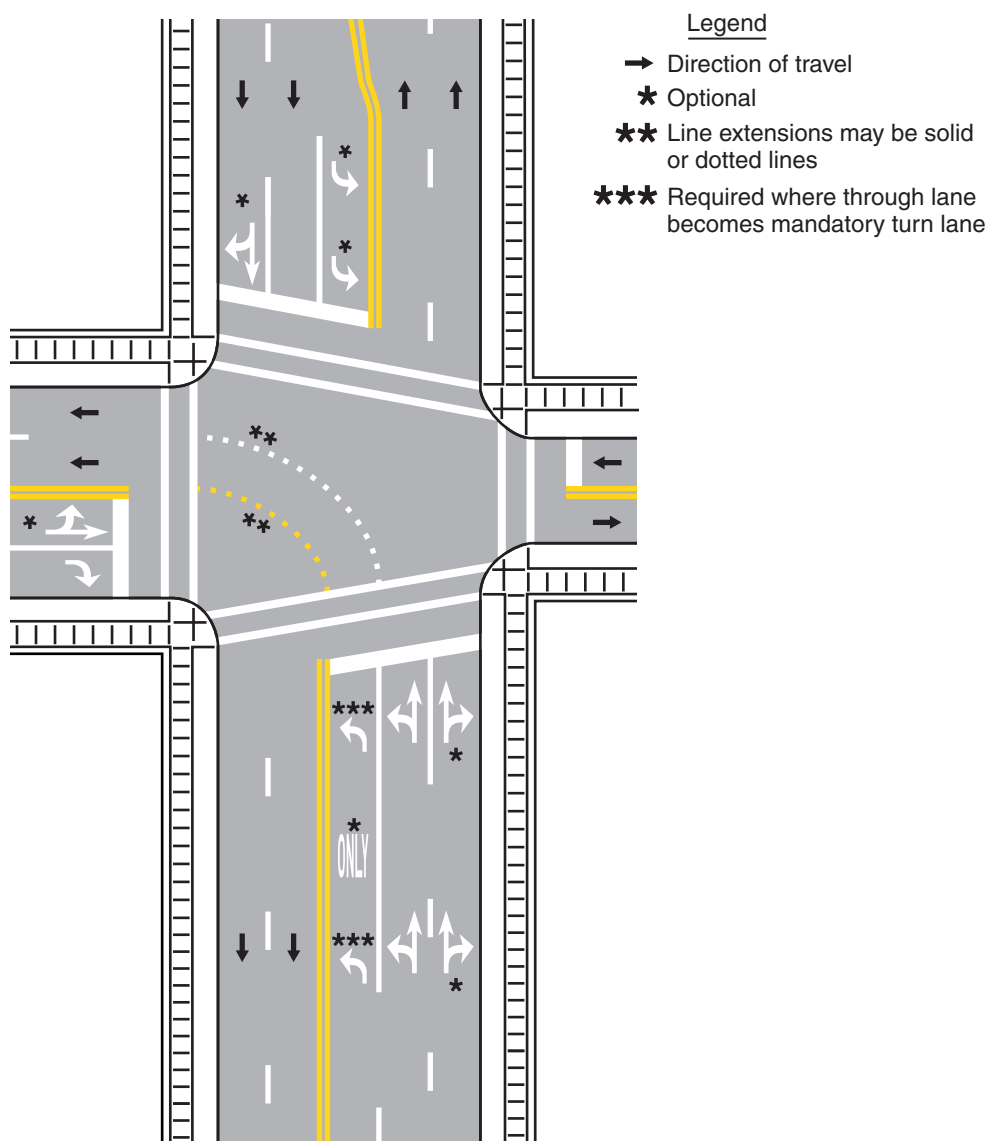 Legend
Direction of travel
* Optional
** Line extensions may be solid
or dotted lines
*** Required where through lane
becomes mandatory turn lane
*
*
*
**
**
*
***
*
*
ONLY
***
*